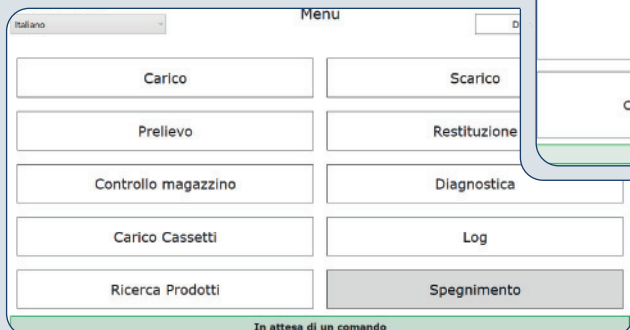 Italiano Menu D
Carico Scarico
Prelievo Restituzione
Controllo magazzino Diagnostica
Carico Cassetti Log
Ricerca Prodotti Spegnimento
In attesa di un comando